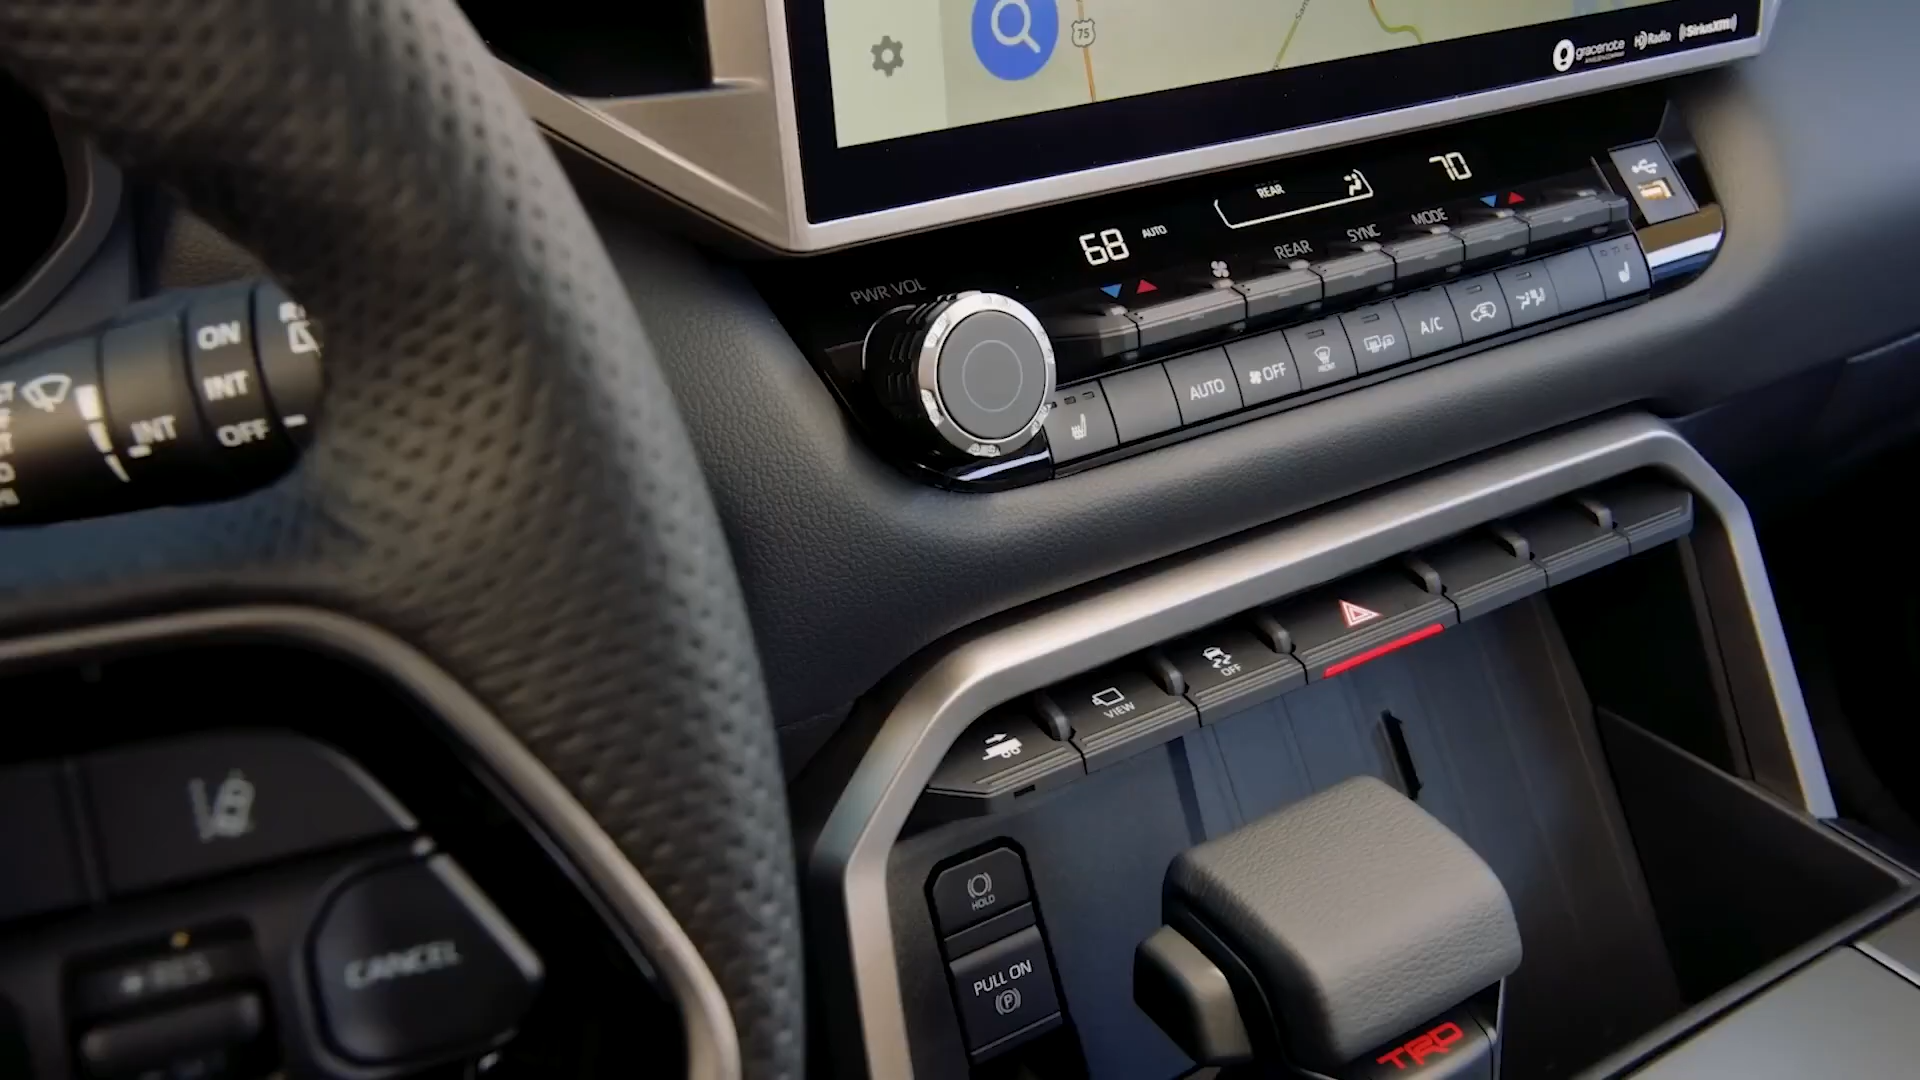 75
gracenote
HD Radio
SiriusXM
70
REAR
68 AUTO
MODE
SYNC
REAR
PWR VOL
ON
INT
OFF
INT
A/C
OFF
AUTO
FRONT
OFF
VIEW
HOLD
PULL ON
P
CANCEL
RES
TRD